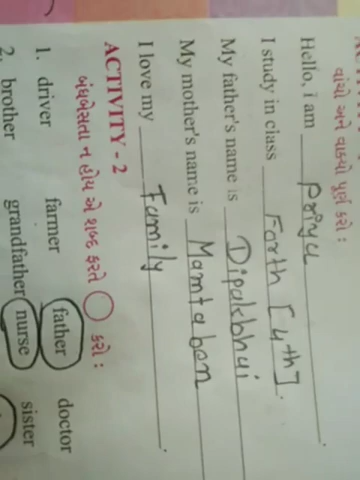 વાંચો અને વાક્યો પૂર્ણ કરો :
Hello, I am Priyu
I study in class Forth [4th].
My father's name is Dipakbhai
My mother's name is Mamtaben
I love my Family.
ACTIVITY - 2
બંધબેસતા ન હોય એ શબ્દ ફરતે ◯ કરો :
1. driver farmer father doctor
2. brother grandfather nurse sister